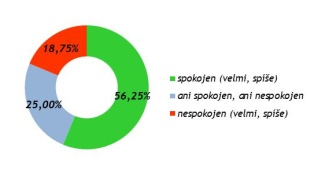 18,75%
56,25%
25,00%
spokojen (velmi, spíše)
ani spokojen, ani nespokojen
nespokojen (velmi, spíše)